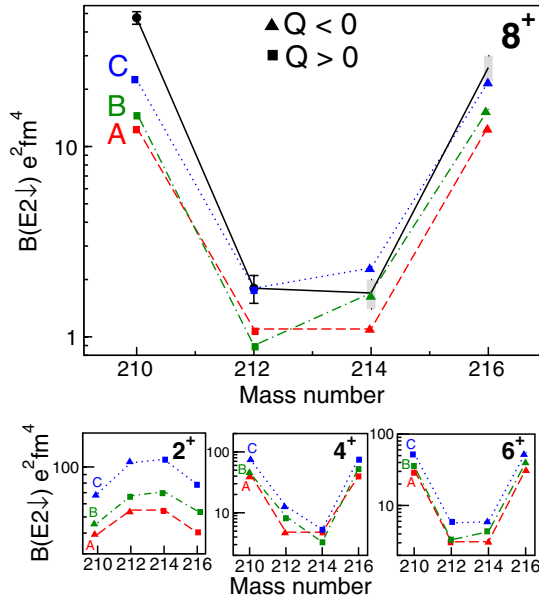 Q < 0
Q > 0
8⁺
C
B
A
10
1
B(E2↓) e²fm⁴
210 212 214 216
Mass number
2⁺
C
B
A
100
B(E2↓) e²fm⁴
210 212 214 216
4⁺
C
B
A
100
10
210 212 214 216
6⁺
C
B
A
100
10
210 212 214 216
Mass number